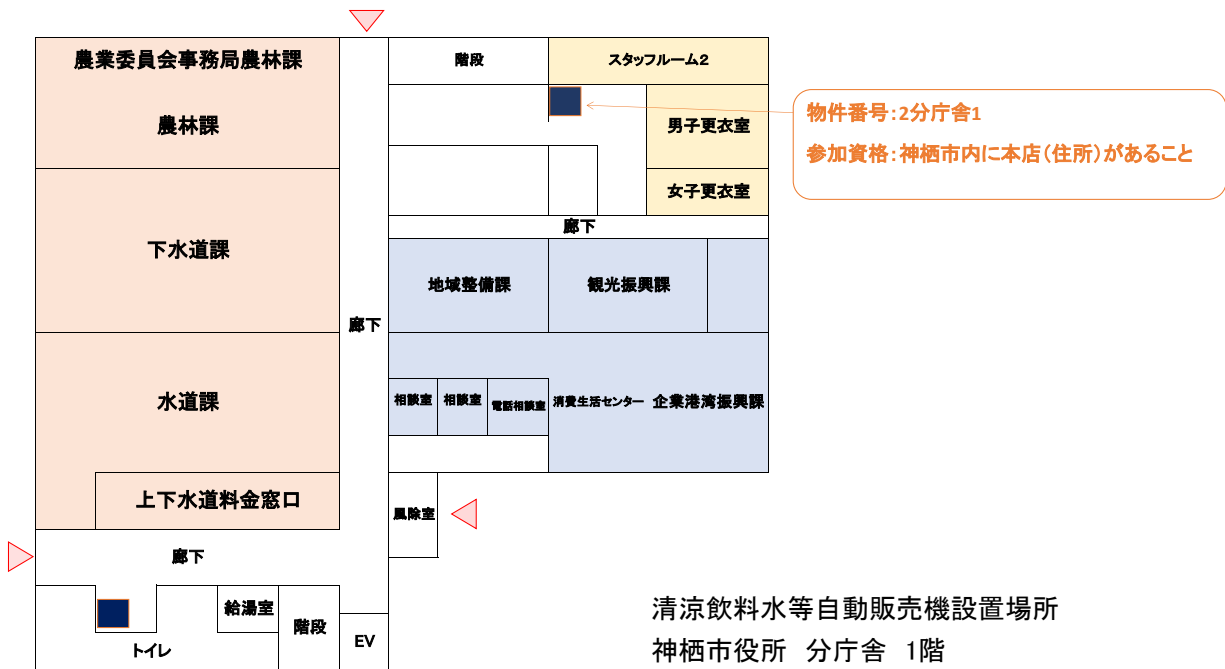 農業委員会事務局農林課
農林課
下水道課
水道課
上下水道料金窓口
廊下
トイレ
給湯室
階段
EV
廊下
階段
スタッフルーム2
男子更衣室
女子更衣室
廊下
地域整備課
観光振興課
相談室
相談室
電話相談室
消費生活センター
企業港湾振興課
風除室
物件番号:2分庁舎1
参加資格:神栖市内に本店(住所)があること
清涼飲料水等自動販売機設置場所
神栖市役所 分庁舎 1階